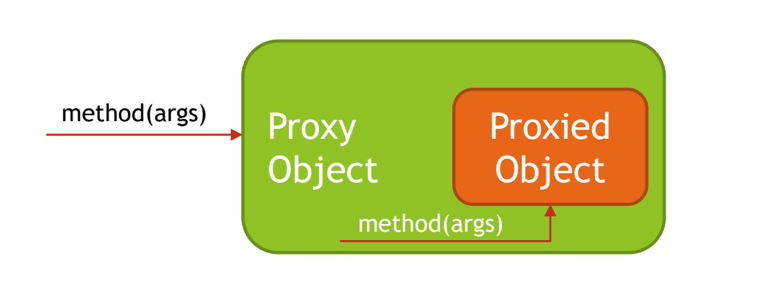 method(args)
Proxy
Object
Proxied
Object
method(args)